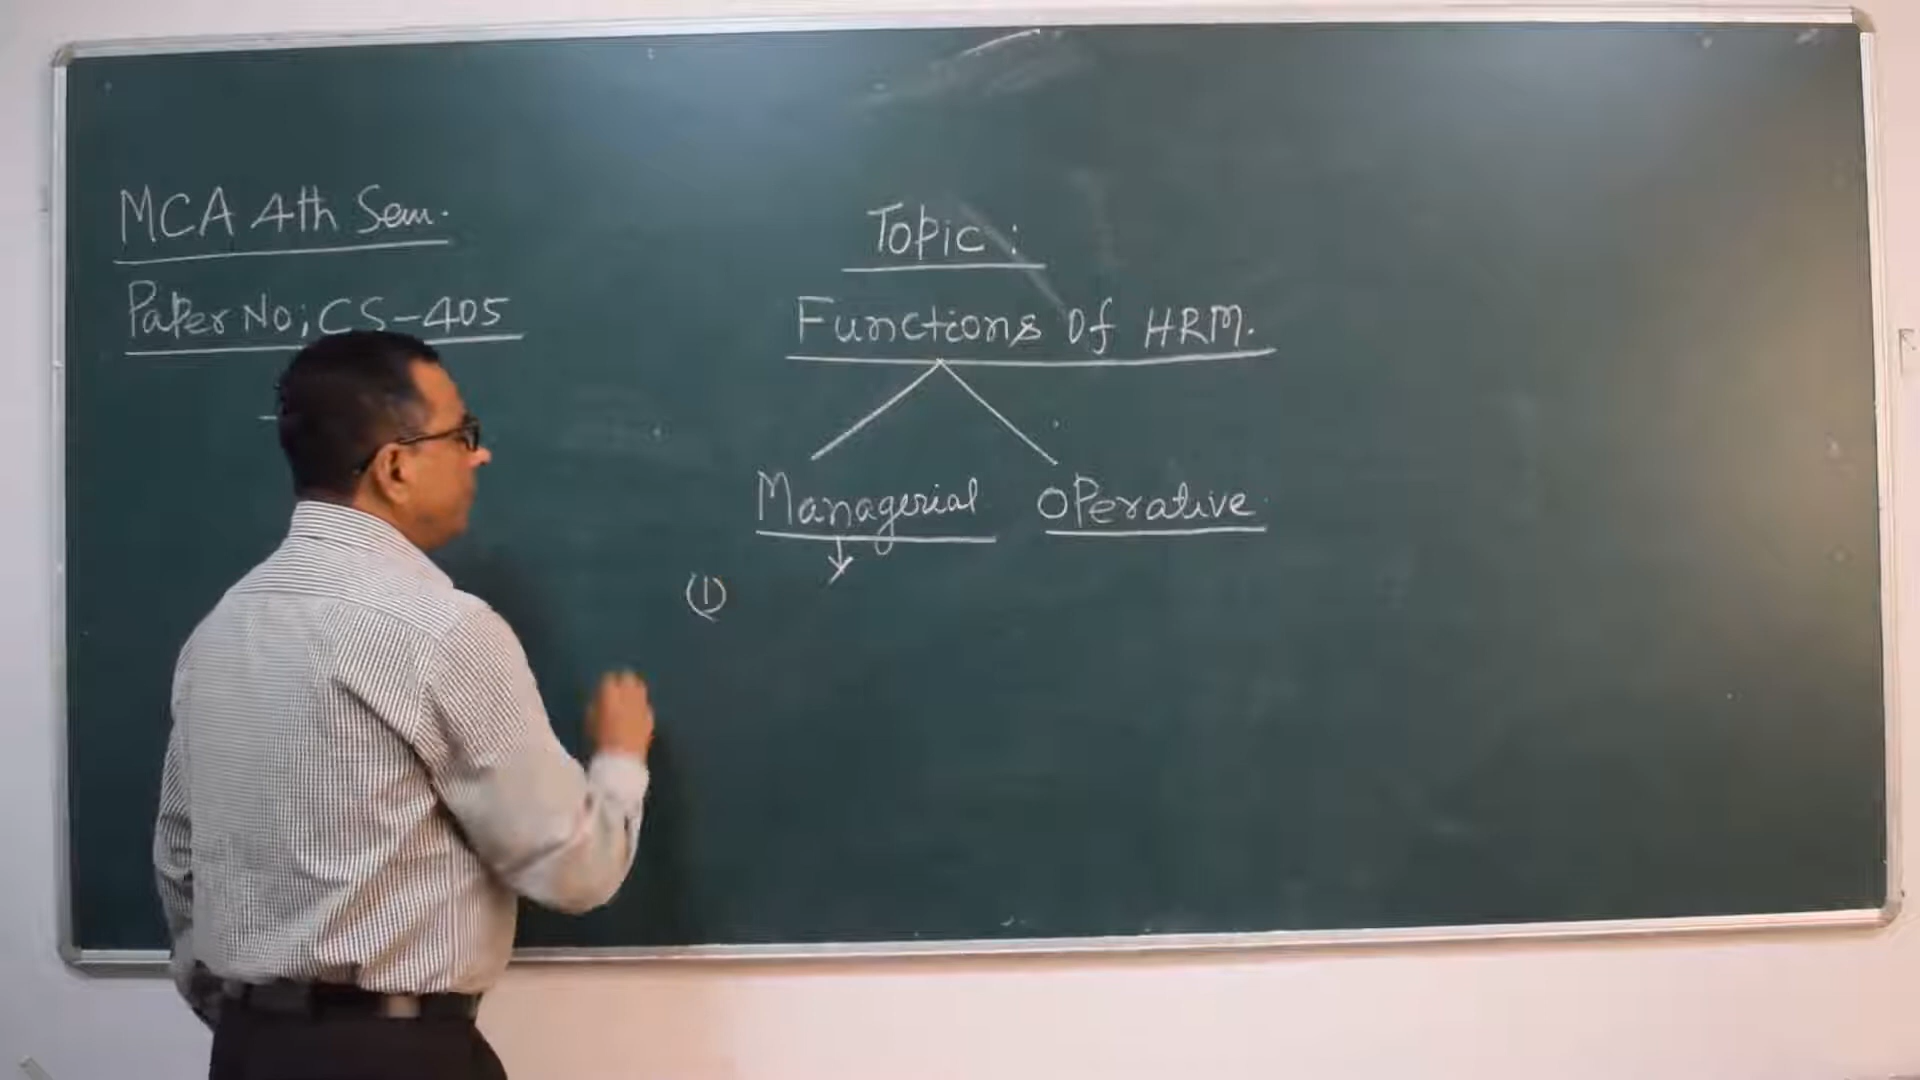 MCA 4th Sem.
Paper No; CS-405
Topic:
Functions Of HRM.
Managerial Operative
(1)